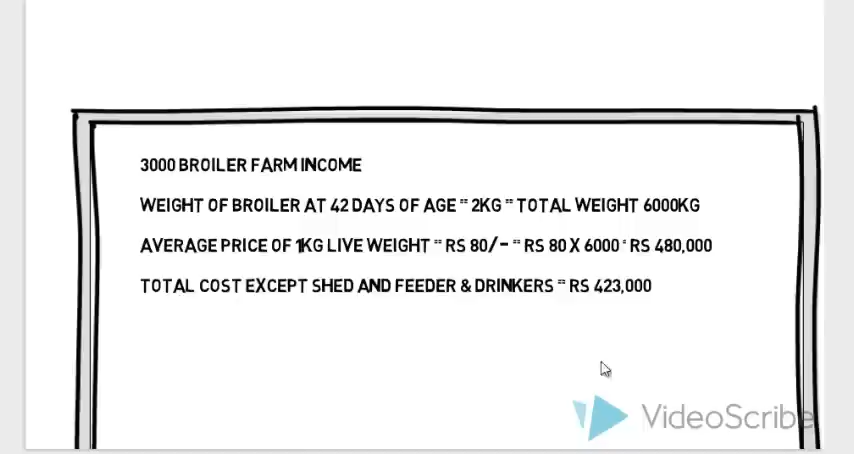 3000 BROILER FARM INCOME
WEIGHT OF BROILER AT 42 DAYS OF AGE = 2KG = TOTAL WEIGHT 6000KG
AVERAGE PRICE OF 1KG LIVE WEIGHT = RS 80/- = RS 80 X 6000 = RS 480,000
TOTAL COST EXCEPT SHED AND FEEDER & DRINKERS = RS 423,000
VideoScribe